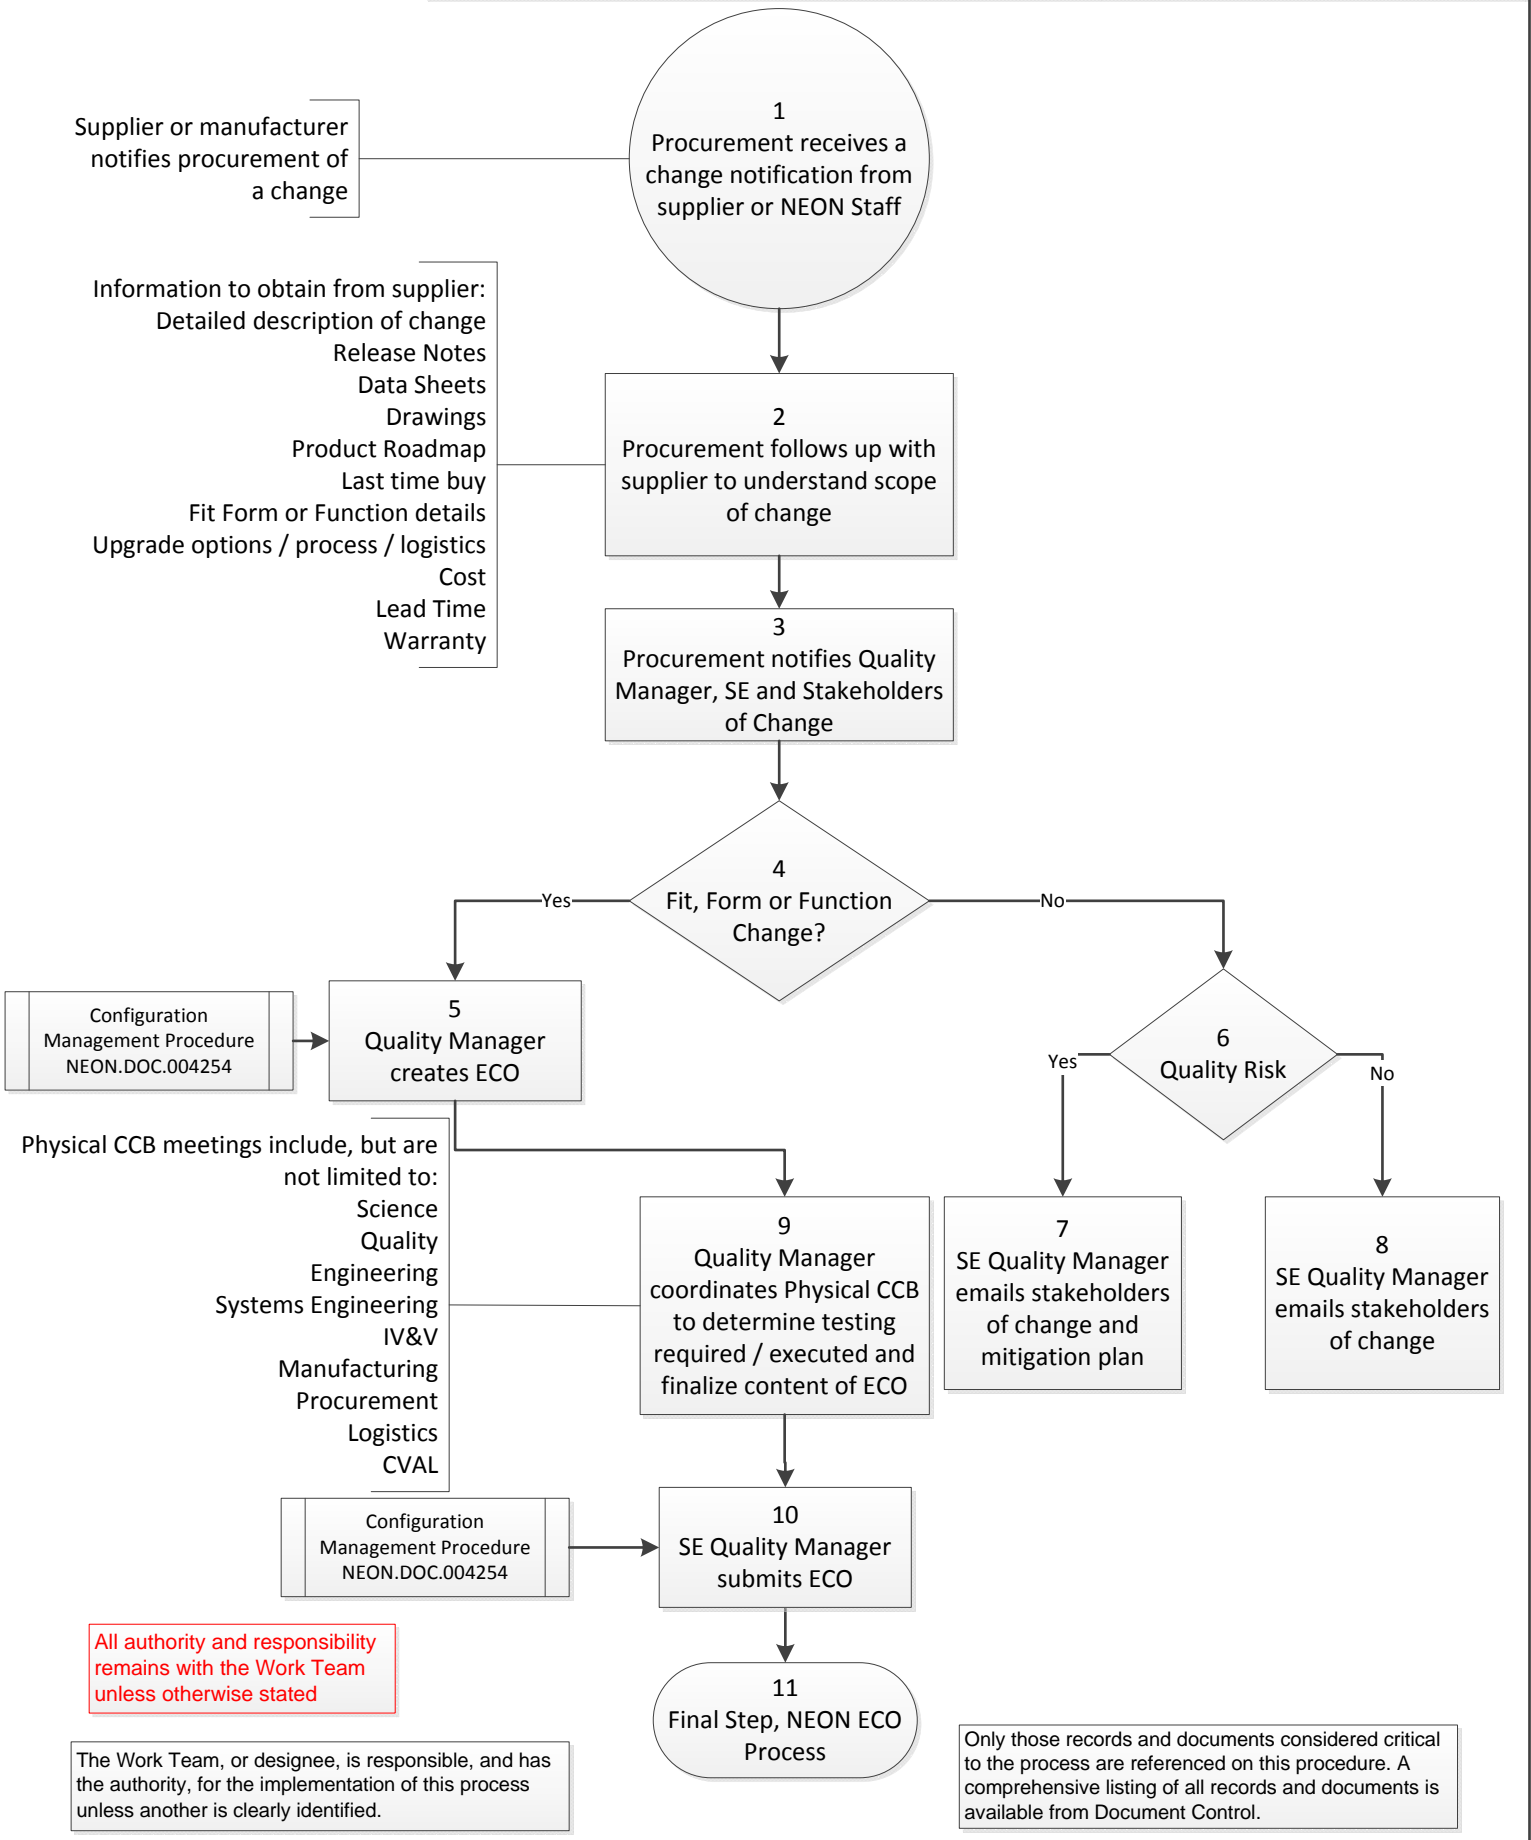 1
Procurement receives a
change notification from
supplier or NEON Staff
Supplier or manufacturer
notifies procurement of
a change
Information to obtain from supplier:
Detailed description of change
Release Notes
Data Sheets
Drawings
Product Roadmap
Last time buy
Fit Form or Function details
Upgrade options / process / logistics
Cost
Lead Time
Warranty
2
Procurement follows up with
supplier to understand scope
of change
3
Procurement notifies Quality
Manager, SE and Stakeholders
of Change
4
Fit, Form or Function
Change?
Yes
No
Configuration
Management Procedure
NEON.DOC.004254
5
Quality Manager
creates ECO
6
Quality Risk
Yes
No
Physical CCB meetings include, but are
not limited to:
Science
Quality
Engineering
Systems Engineering
IV&V
Manufacturing
Procurement
Logistics
CVAL
9
Quality Manager
coordinates Physical CCB
to determine testing
required / executed and
finalize content of ECO
7
SE Quality Manager
emails stakeholders
of change and
mitigation plan
8
SE Quality Manager
emails stakeholders
of change
Configuration
Management Procedure
NEON.DOC.004254
10
SE Quality Manager
submits ECO
All authority and responsibility
remains with the Work Team
unless otherwise stated
11
Final Step, NEON ECO
Process
The Work Team, or designee, is responsible, and has
the authority, for the implementation of this process
unless another is clearly identified.
Only those records and documents considered critical
to the process are referenced on this procedure. A
comprehensive listing of all records and documents is
available from Document Control.